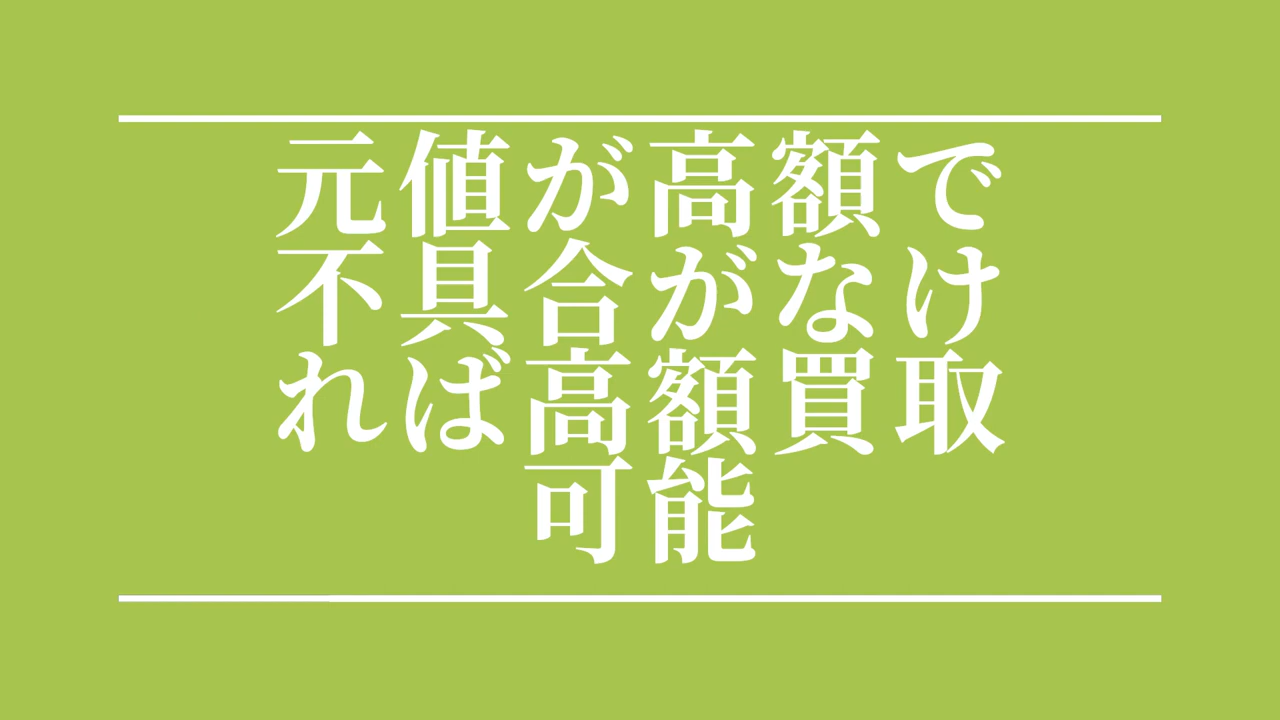 元値が高額で
不具合がなけ
れば高額買取
可能